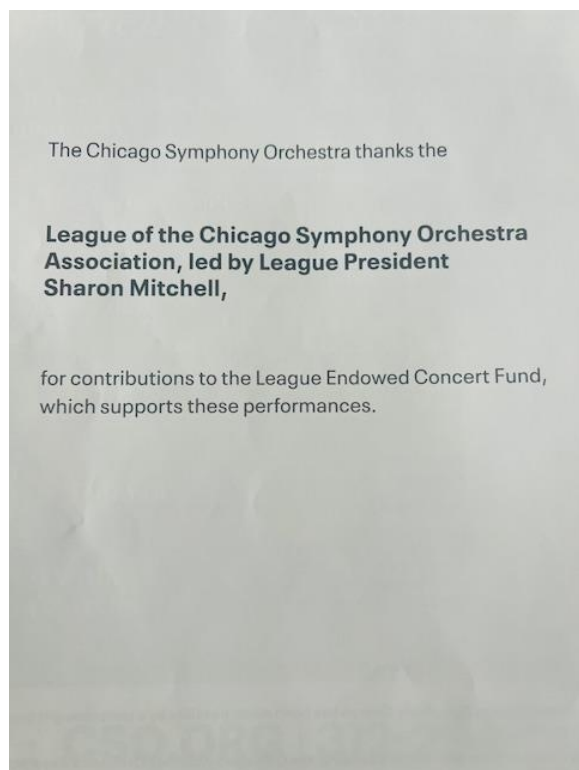 The Chicago Symphony Orchestra thanks the
League of the Chicago Symphony Orchestra
Association, led by League President
Sharon Mitchell,
for contributions to the League Endowed Concert Fund,
which supports these performances.